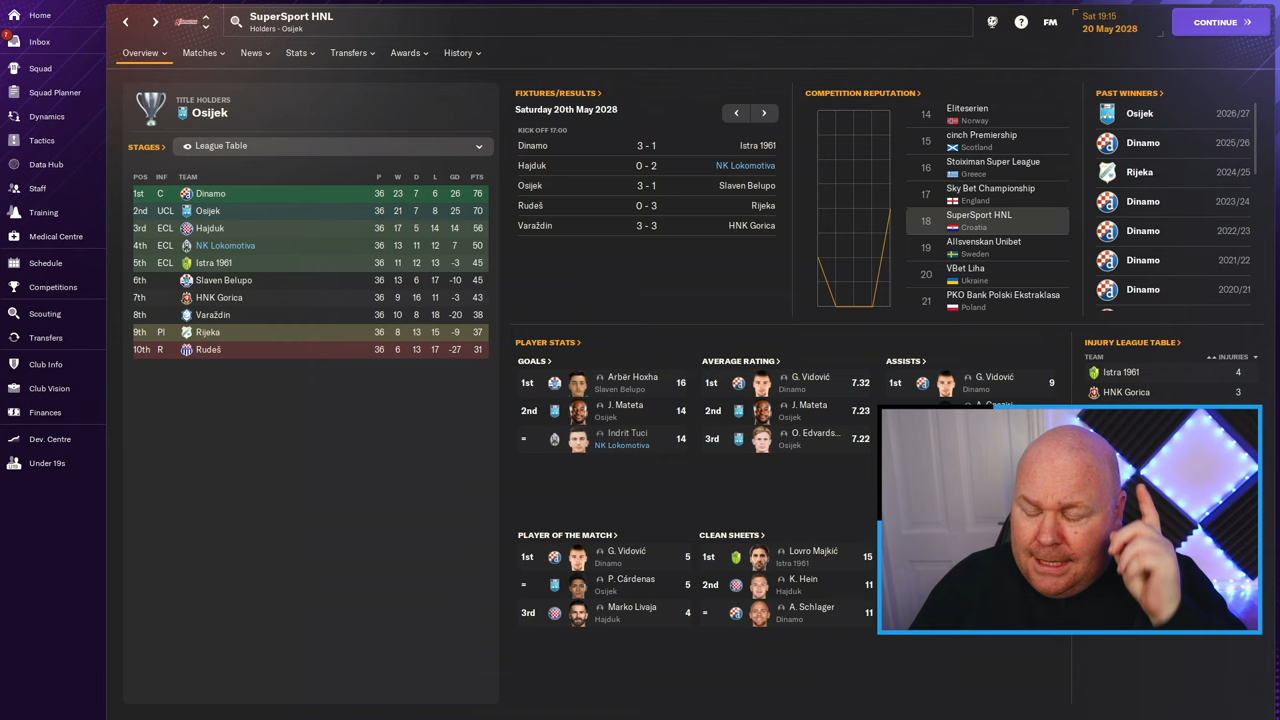 Home
7
Inbox
Squad
Squad Planner
Dynamics
Tactics
Data Hub
Staff
Training
Medical Centre
Schedule
Competitions
Scouting
Transfers
Club Info
Club Vision
Finances
Dev. Centre
U19
Under 19s
SuperSport HNL
Holders - Osijek
FM
Sat 19:15
20 May 2028
CONTINUE
Overview
Matches
News
Stats
Transfers
Awards
History
TITLE HOLDERS
Osijek
STAGES
League Table
POS INF TEAM P W D L GD PTS
1st C Dinamo 36 23 7 6 26 76
2nd UCL Osijek 36 21 7 8 25 70
3rd ECL Hajduk 36 17 5 14 14 56
4th ECL NK Lokomotiva 36 13 11 12 7 50
5th ECL Istra 1961 36 11 12 13 -3 45
6th Slaven Belupo 36 13 6 17 -10 45
7th HNK Gorica 36 9 16 11 -3 43
8th Varaždin 36 10 8 18 -20 38
9th Pl Rijeka 36 8 13 15 -9 37
10th R Rudeš 36 6 13 17 -27 31
FIXTURES/RESULTS
Saturday 20th May 2028
KICK OFF 17:00
Dinamo 3 - 1 Istra 1961
Hajduk 0 - 2 NK Lokomotiva
Osijek 3 - 1 Slaven Belupo
Rudeš 0 - 3 Rijeka
Varaždin 3 - 3 HNK Gorica
COMPETITION REPUTATION
14 Eliteserien
Norway
15 cinch Premiership
Scotland
16 Stoiximan Super League
Greece
17 Sky Bet Championship
England
18 SuperSport HNL
Croatia
19 Allsvenskan Unibet
Sweden
20 VBet Liha
Ukraine
21 PKO Bank Polski Ekstraklasa
Poland
PAST WINNERS
Osijek 2026/27
Dinamo 2025/26
Rijeka 2024/25
Dinamo 2023/24
Dinamo 2022/23
Dinamo 2021/22
Dinamo 2020/21
PLAYER STATS
GOALS
1st Arbër Hoxha 16
Slaven Belupo
2nd J. Mateta 14
Osijek
= Indrit Tuci 14
NK Lokomotiva
AVERAGE RATING
1st G. Vidović 7.32
Dinamo
2nd J. Mateta 7.23
Osijek
3rd O. Edvards... 7.22
Osijek
ASSISTS
1st G. Vidović 9
Dinamo
INJURY LEAGUE TABLE
TEAM INJURIES
Istra 1961 4
HNK Gorica 3
PLAYER OF THE MATCH
1st G. Vidović 5
Dinamo
= P. Cárdenas 5
Osijek
3rd Marko Livaja 4
Hajduk
CLEAN SHEETS
1st Lovro Majkić 15
Istra 1961
2nd K. Hein 11
Hajduk
= A. Schlager 11
Dinamo